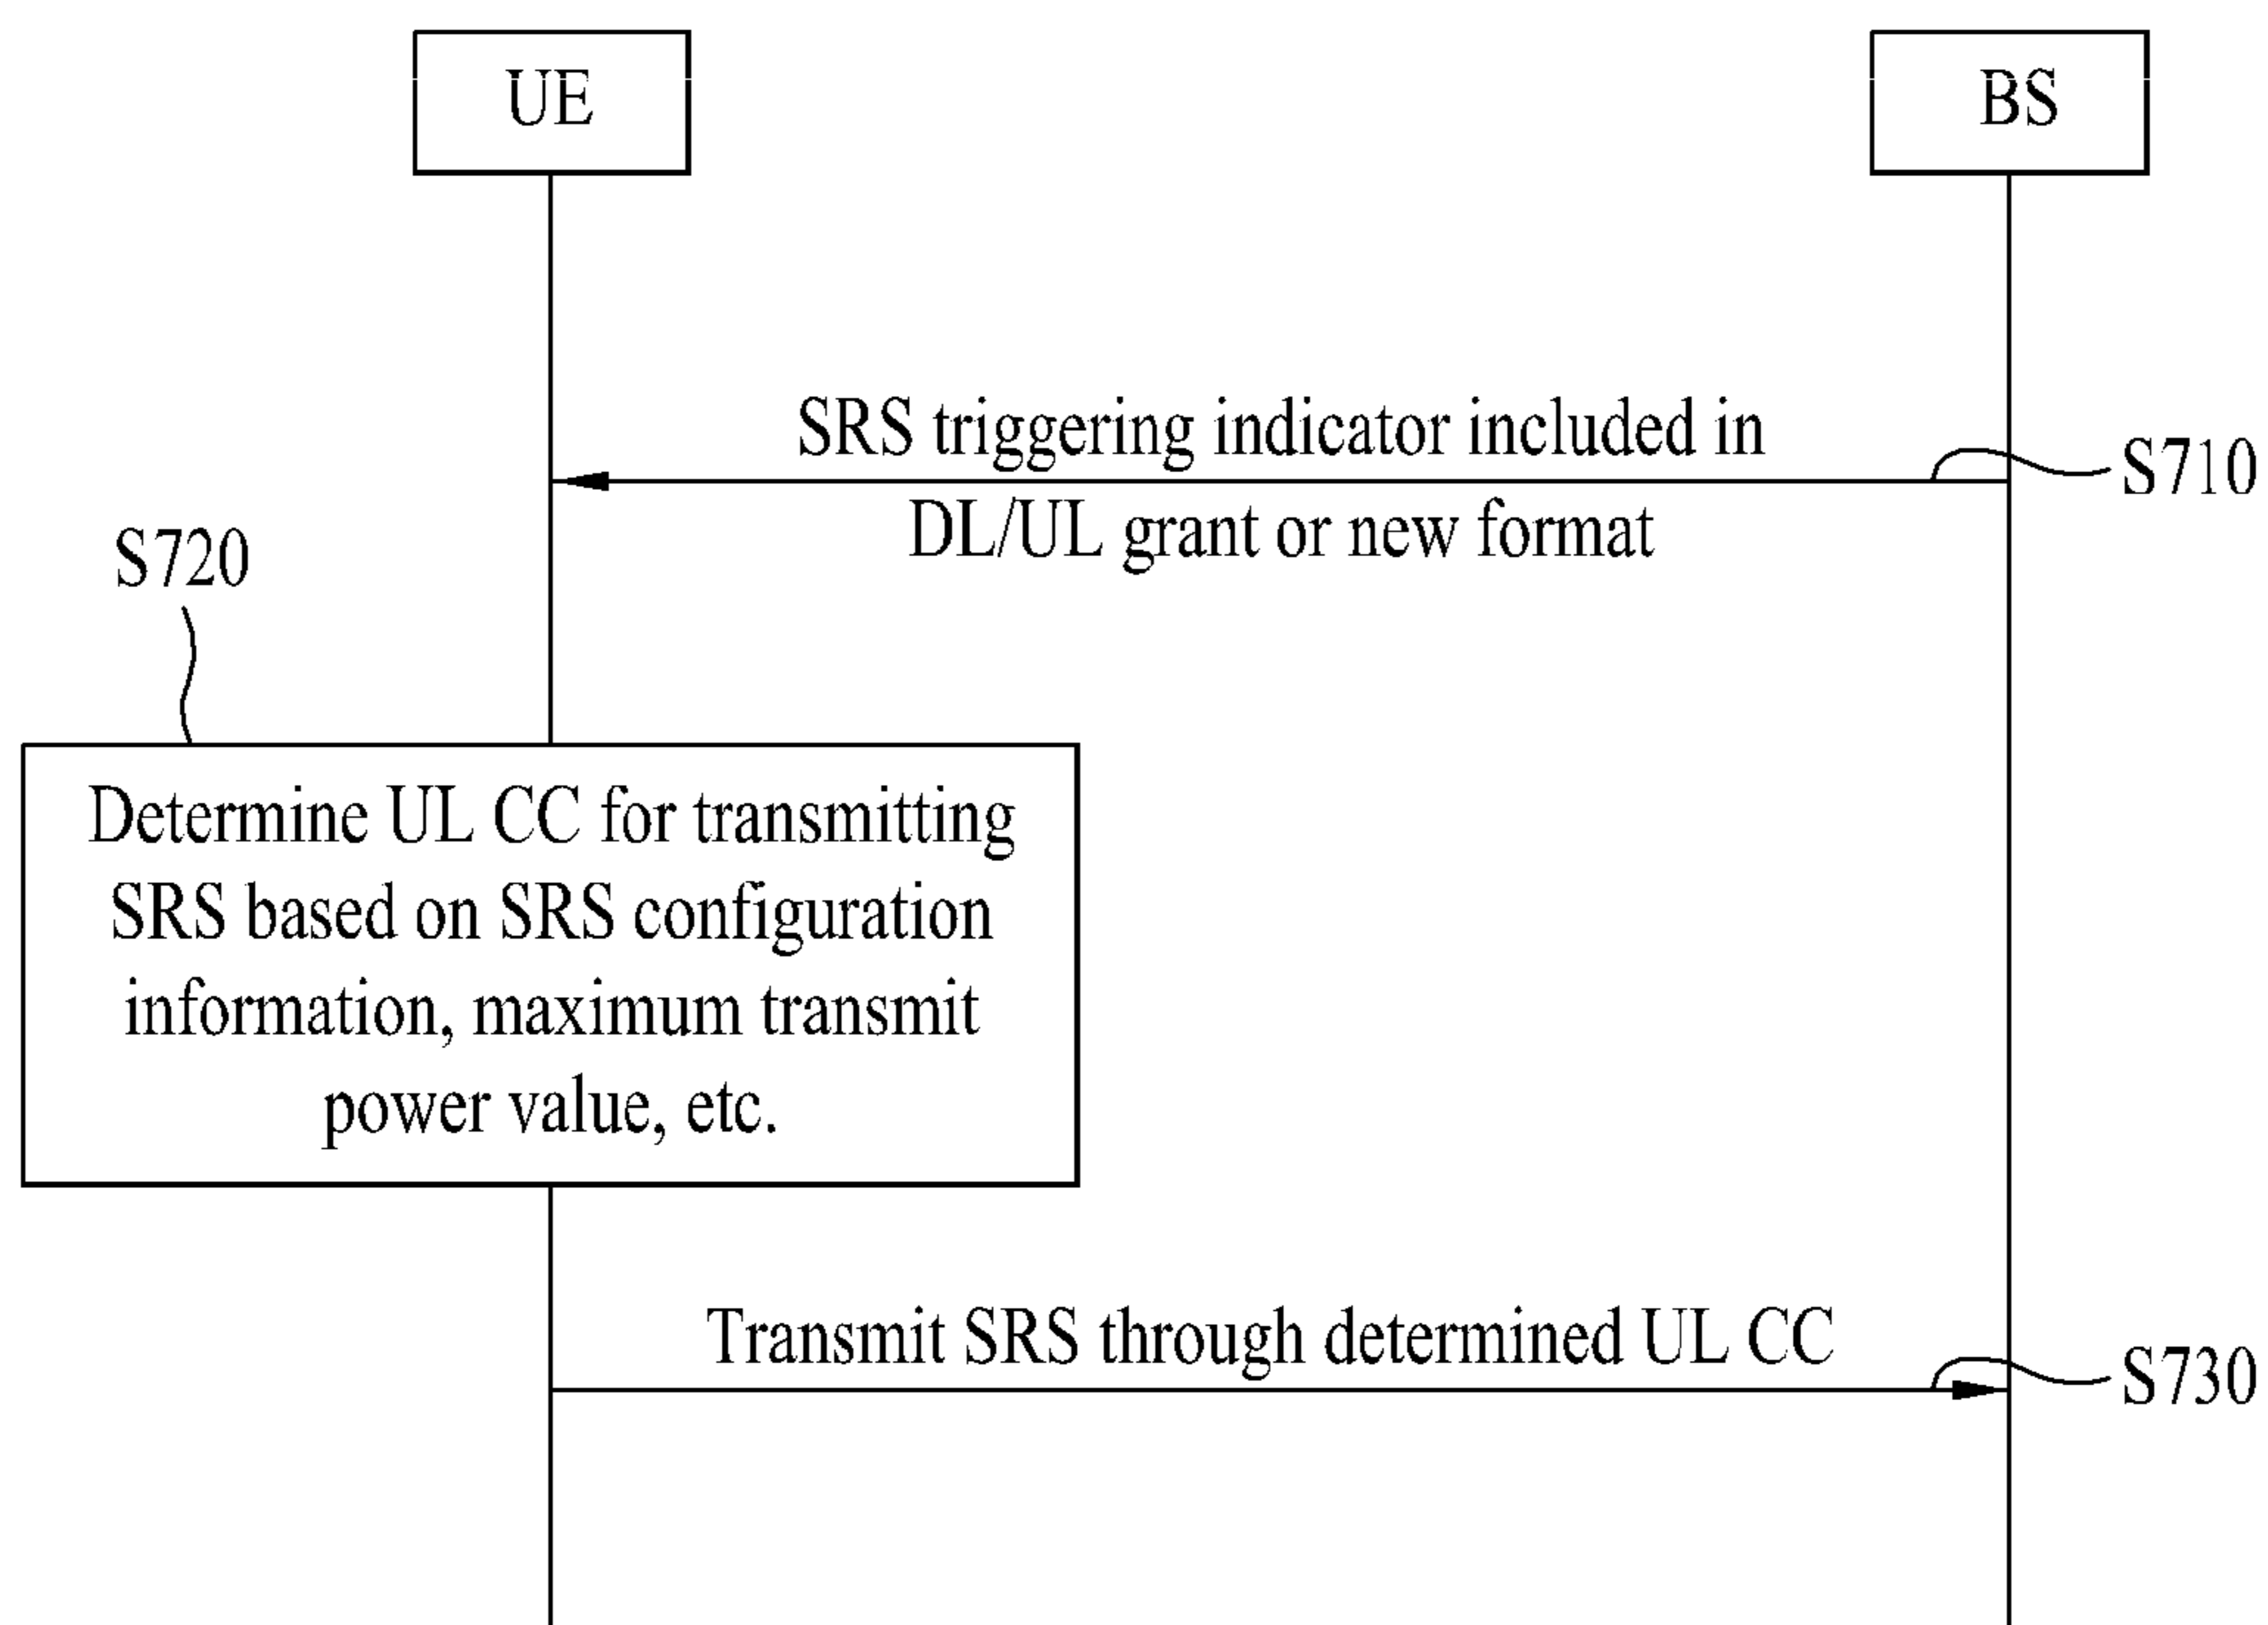 UE
BS
SRS triggering indicator included in
DL/UL grant or new format
S710
S720
Determine UL CC for transmitting
SRS based on SRS configuration
information, maximum transmit
power value, etc.
Transmit SRS through determined UL CC
S730